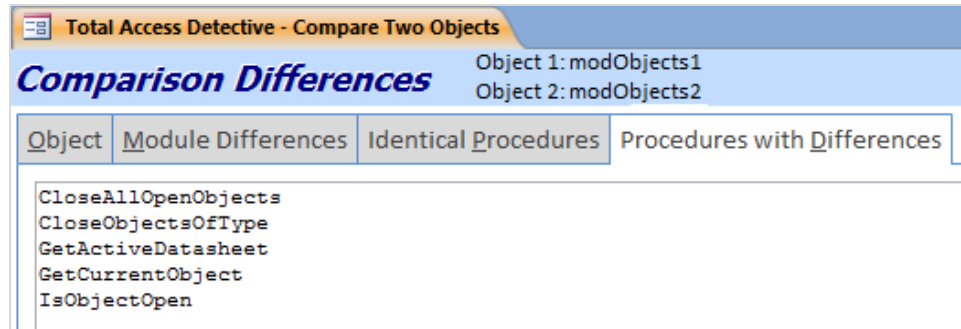 Total Access Detective - Compare Two Objects
Comparison Differences
Object 1: modObjects1
Object 2: modObjects2
Object Module Differences Identical Procedures Procedures with Differences
CloseAllOpenObjects
CloseObjectsOfType
GetActiveDatasheet
GetCurrentObject
IsObjectOpen